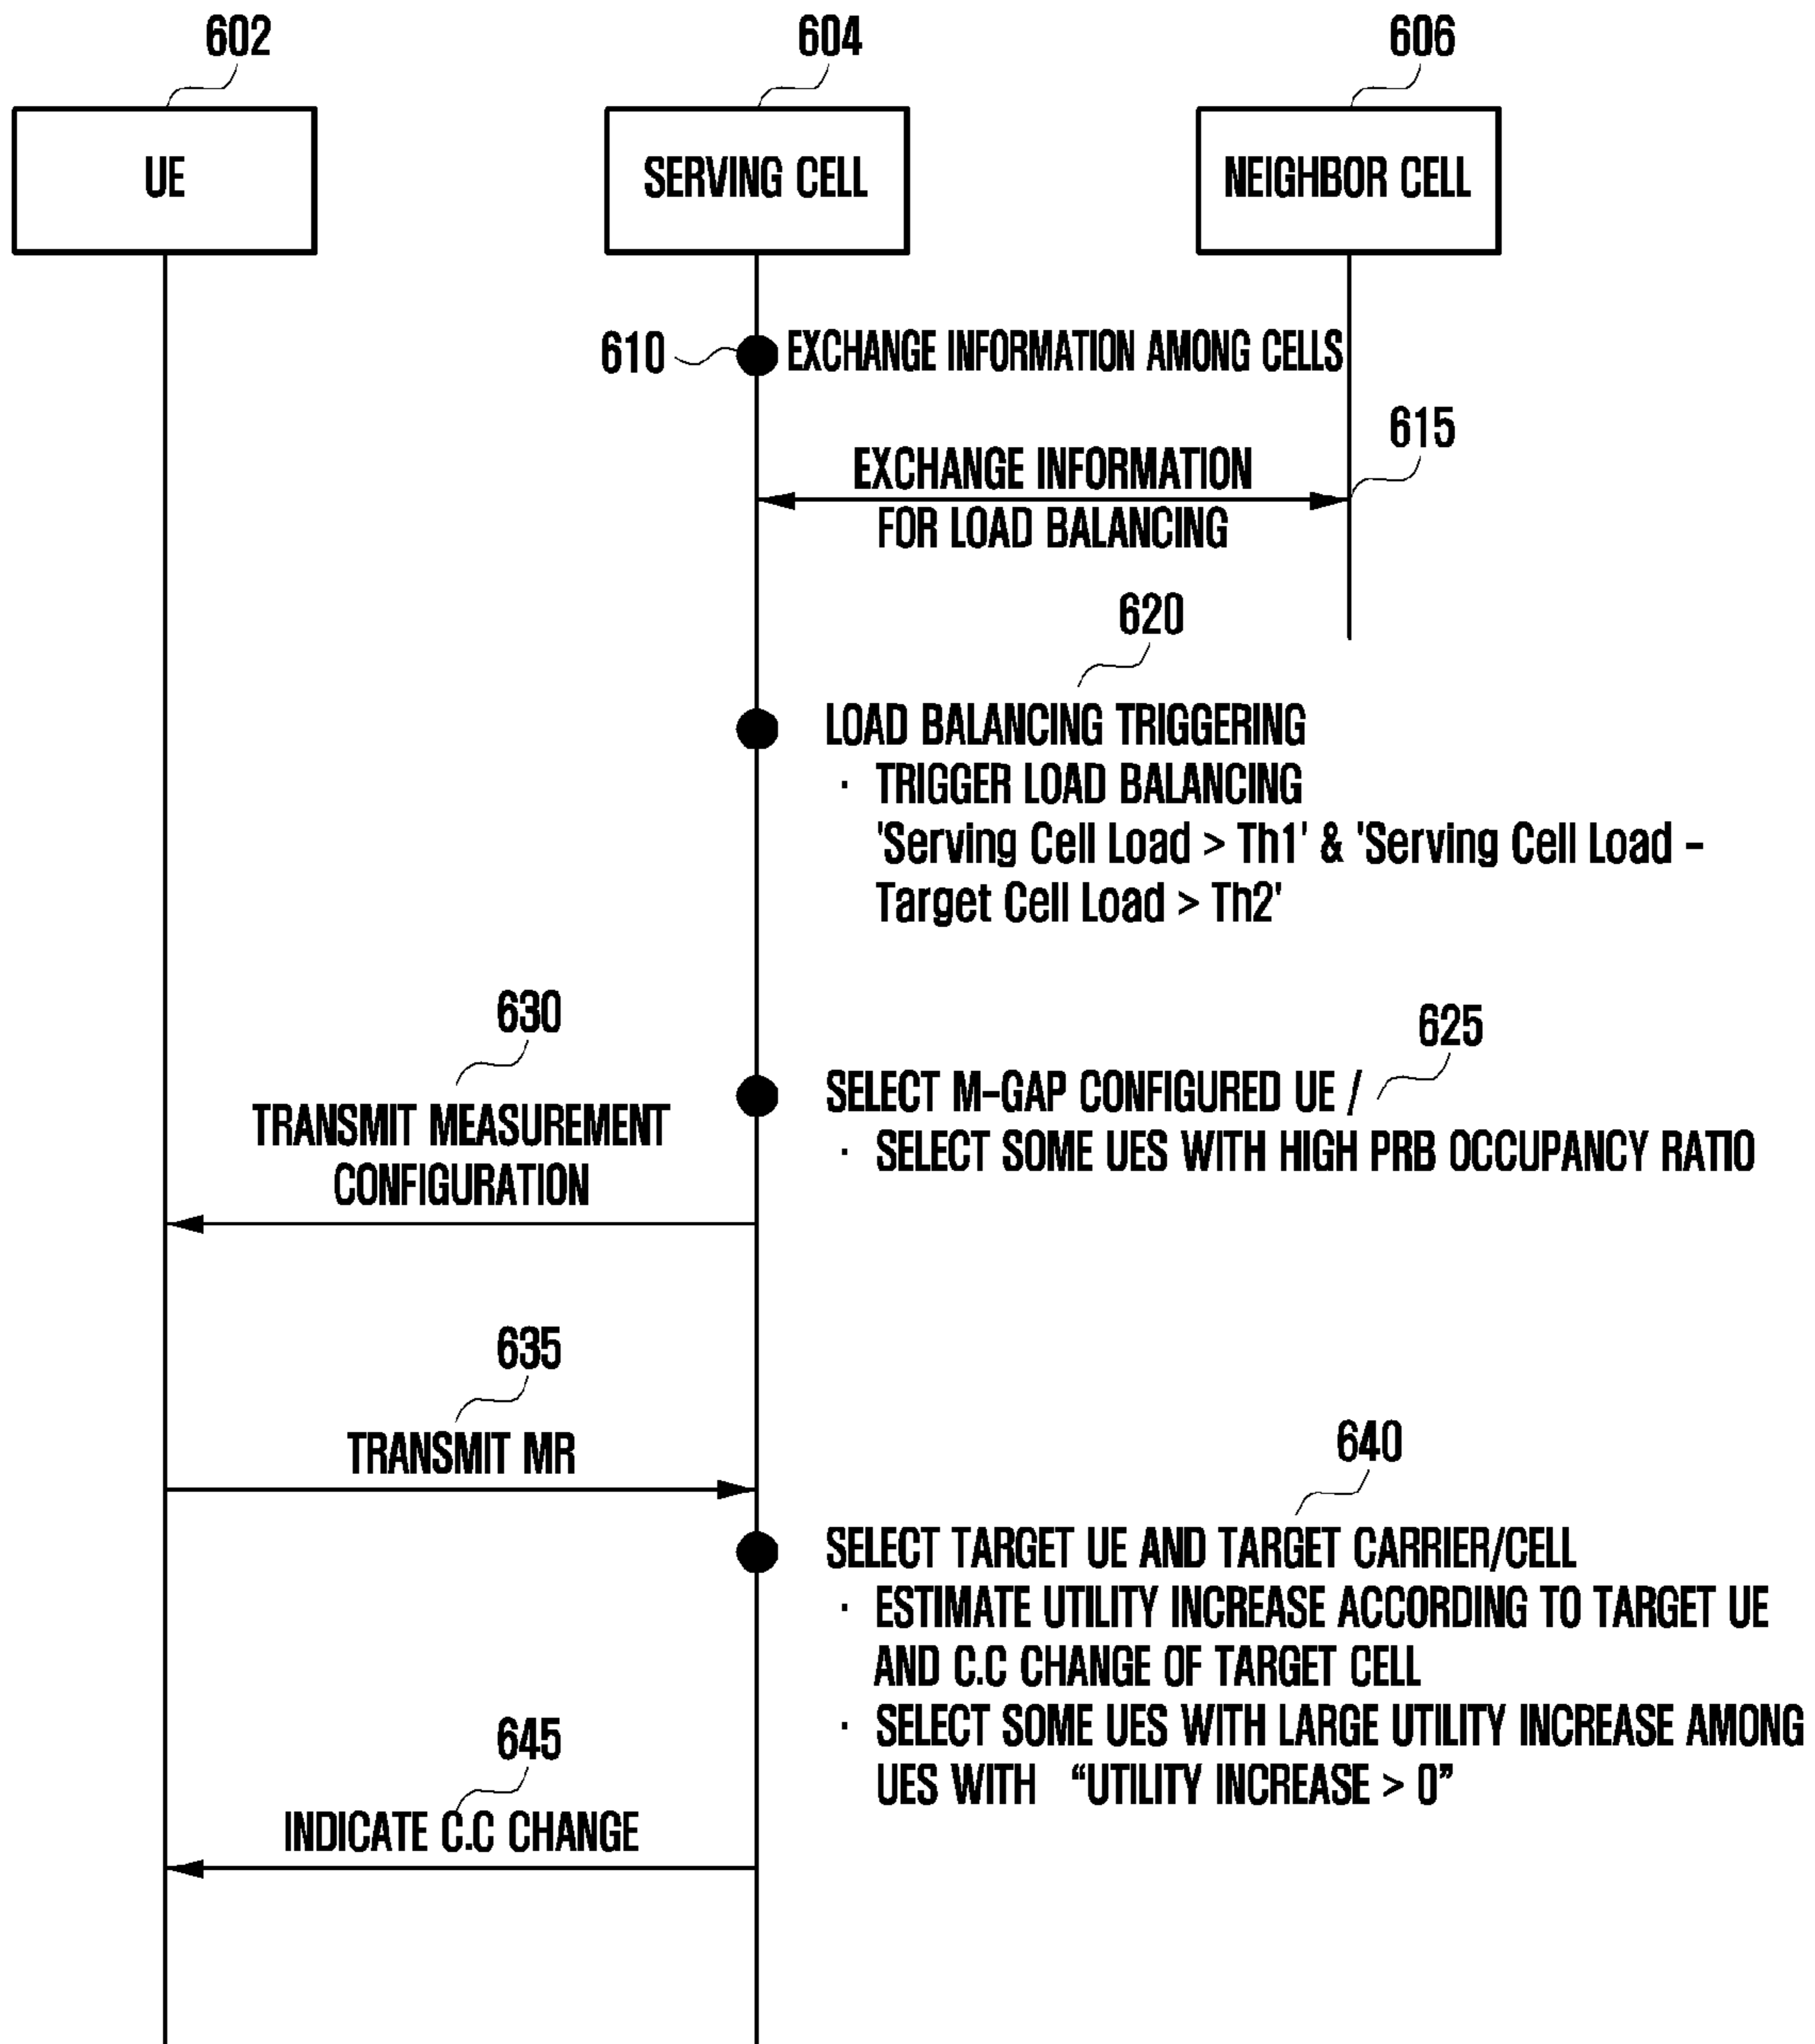 602
604
606
UE
SERVING CELL
NEIGHBOR CELL
610
EXCHANGE INFORMATION AMONG CELLS
615
EXCHANGE INFORMATION
FOR LOAD BALANCING
620
LOAD BALANCING TRIGGERING
· TRIGGER LOAD BALANCING
'Serving Cell Load > Th1' & 'Serving Cell Load –
Target Cell Load > Th2'
630
625
SELECT M-GAP CONFIGURED UE /
· SELECT SOME UES WITH HIGH PRB OCCUPANCY RATIO
TRANSMIT MEASUREMENT
CONFIGURATION
635
TRANSMIT MR
640
SELECT TARGET UE AND TARGET CARRIER/CELL
· ESTIMATE UTILITY INCREASE ACCORDING TO TARGET UE
AND C.C CHANGE OF TARGET CELL
· SELECT SOME UES WITH LARGE UTILITY INCREASE AMONG
UES WITH “UTILITY INCREASE > 0”
645
INDICATE C.C CHANGE